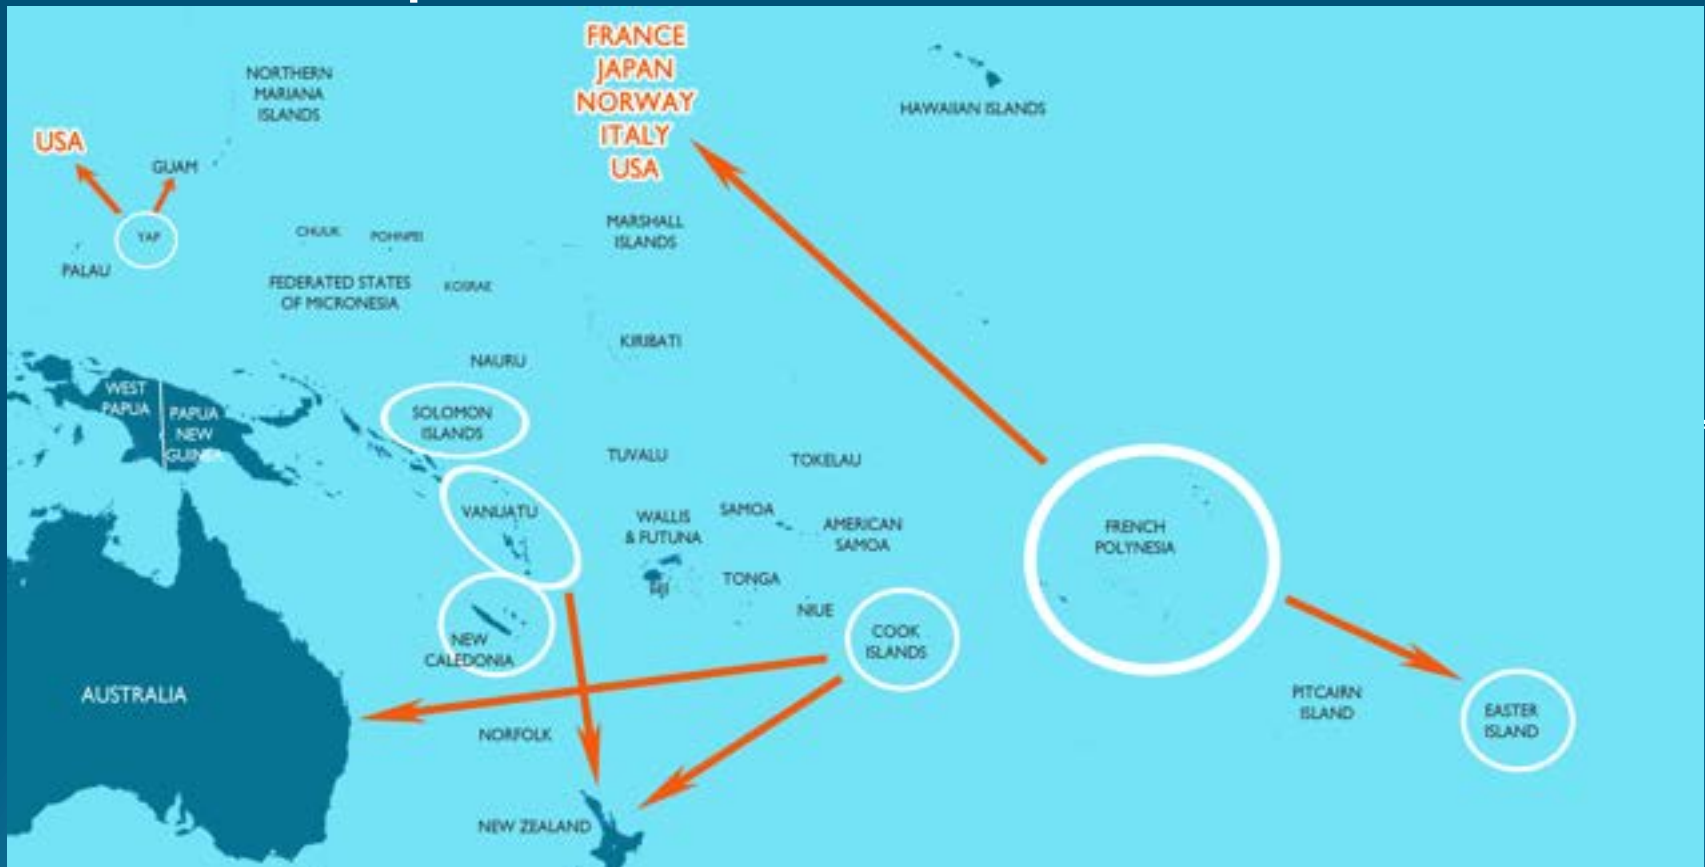 FRANCE
JAPAN
NORWAY
ITALY
USA
NORTHERN
MARIANA
ISLANDS
HAWAIIAN ISLANDS
USA
GUAM
YAP
PALAU
CHUUK
POHNPEI
MARSHALL
ISLANDS
FEDERATED STATES
OF MICRONESIA
KOSRAE
KIRIBATI
NAURU
WEST
PAPUA
PAPUA
NEW
GUINEA
SOLOMON
ISLANDS
TUVALU
TOKELAU
VANUATU
WALLIS
& FUTUNA
SAMOA
AMERICAN
SAMOA
FRENCH
POLYNESIA
FIJI
TONGA
NIUE
COOK
ISLANDS
NEW
CALEDONIA
AUSTRALIA
NORFOLK
PITCAIRN
ISLAND
EASTER
ISLAND
NEW ZEALAND